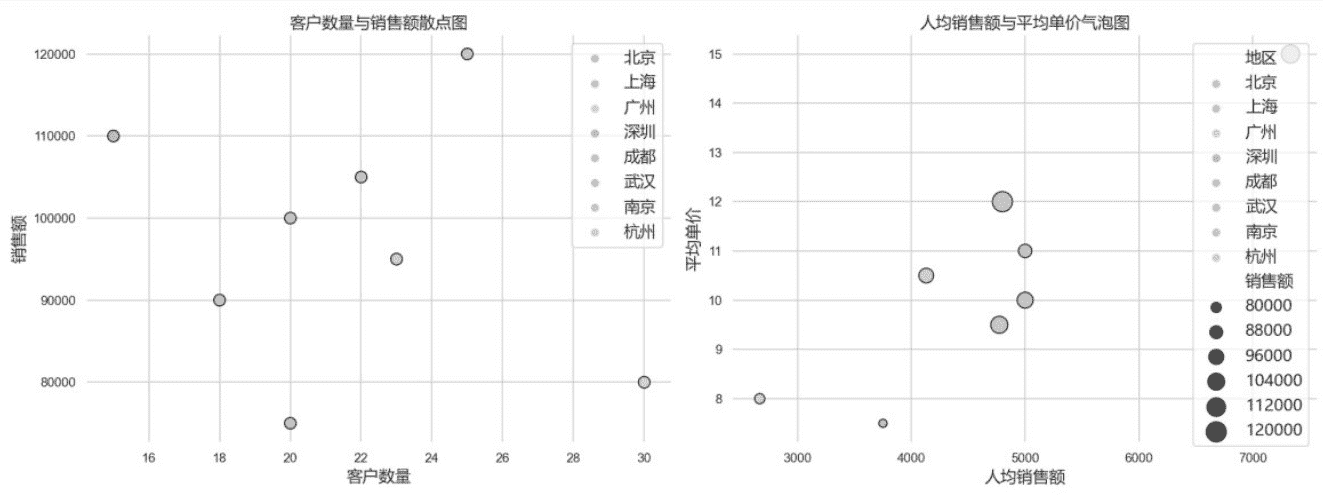 客户数量与销售额散点图
销售额
120000
110000
100000
90000
80000
16
18
20
22
24
26
28
30
客户数量
北京
上海
广州
深圳
成都
武汉
南京
杭州
人均销售额与平均单价气泡图
平均单价
15
14
13
12
11
10
9
8
3000
4000
5000
6000
7000
人均销售额
地区
北京
上海
广州
深圳
成都
武汉
南京
杭州
销售额
80000
88000
96000
104000
112000
120000